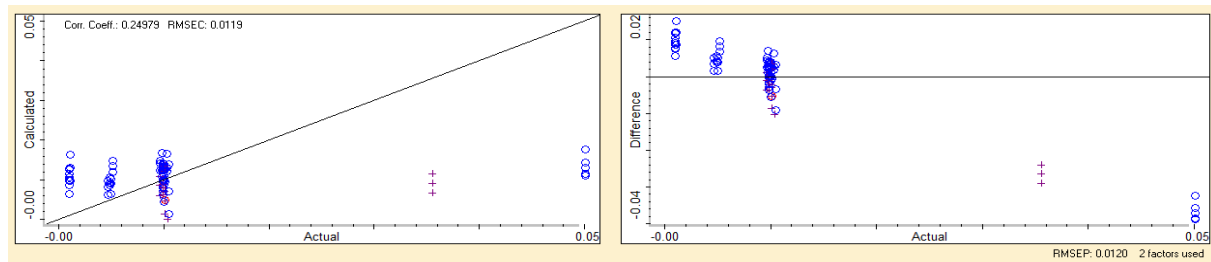 Corr. Coeff.: 0.24979 RMSEC: 0.0119
0.05
Calculated
-0.00
-0.00 Actual 0.05
0.02
Difference
-0.04
-0.00 Actual 0.05
RMSEP: 0.0120 2 factors used